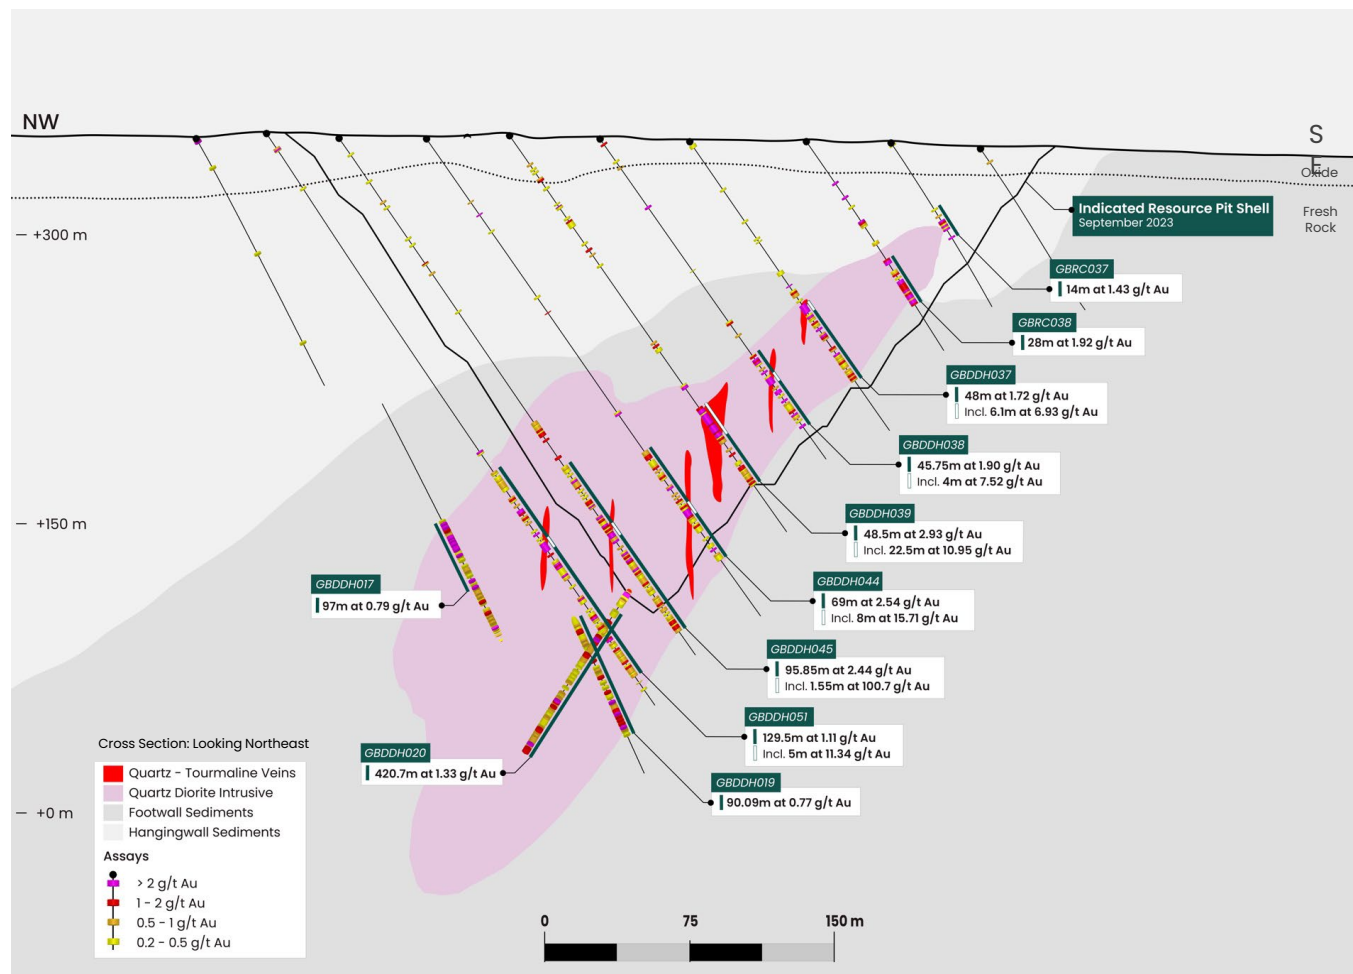 NW
S
E
Oxide
Indicated Resource Pit Shell
September 2023
Fresh
Rock
+300 m
GBRC037
14m at 1.43 g/t Au
GBRC038
28m at 1.92 g/t Au
GBDDH037
48m at 1.72 g/t Au
Incl. 6.1m at 6.93 g/t Au
GBDDH038
45.75m at 1.90 g/t Au
Incl. 4m at 7.52 g/t Au
+150 m
GBDDH039
48.5m at 2.93 g/t Au
Incl. 22.5m at 10.95 g/t Au
GBDDH017
97m at 0.79 g/t Au
GBDDH044
69m at 2.54 g/t Au
Incl. 8m at 15.71 g/t Au
GBDDH045
95.85m at 2.44 g/t Au
Incl. 1.55m at 100.7 g/t Au
GBDDH051
129.5m at 1.11 g/t Au
Incl. 5m at 11.34 g/t Au
GBDDH020
420.7m at 1.33 g/t Au
GBDDH019
90.09m at 0.77 g/t Au
+0 m
Cross Section: Looking Northeast
Quartz - Tourmaline Veins
Quartz Diorite Intrusive
Footwall Sediments
Hangingwall Sediments
Assays
> 2 g/t Au
1 - 2 g/t Au
0.5 - 1 g/t Au
0.2 - 0.5 g/t Au
0 75 150 m